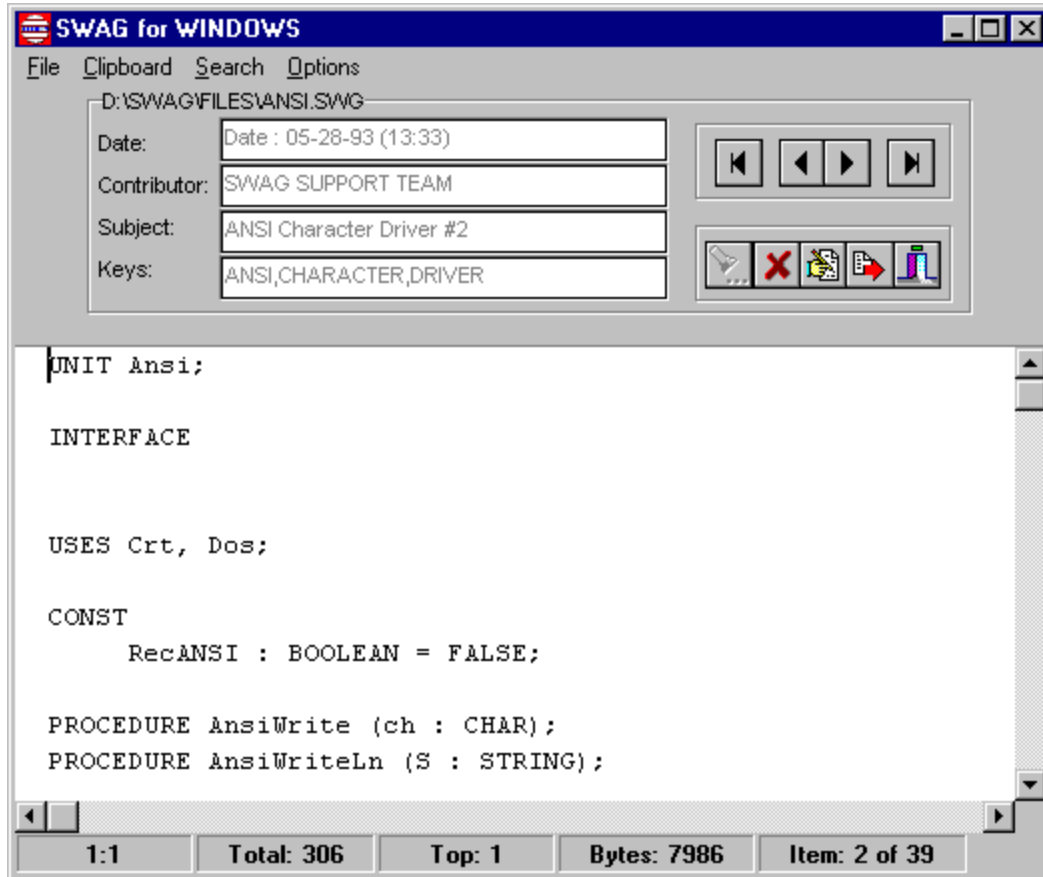 SWAG for WINDOWS
File Clipboard Search Options
D:\SWAG\FILES\ANSI.SWG
Date: Date : 05-28-93 (13:33)
Contributor: SWAG SUPPORT TEAM
Subject: ANSI Character Driver #2
Keys: ANSI,CHARACTER,DRIVER
UNIT Ansi;
INTERFACE
USES Crt, Dos;
CONST
RecANSI : BOOLEAN = FALSE;
PROCEDURE AnsiWrite (ch : CHAR);
PROCEDURE AnsiWriteLn (S : STRING);
1:1 Total: 306 Top: 1 Bytes: 7986 Item: 2 of 39